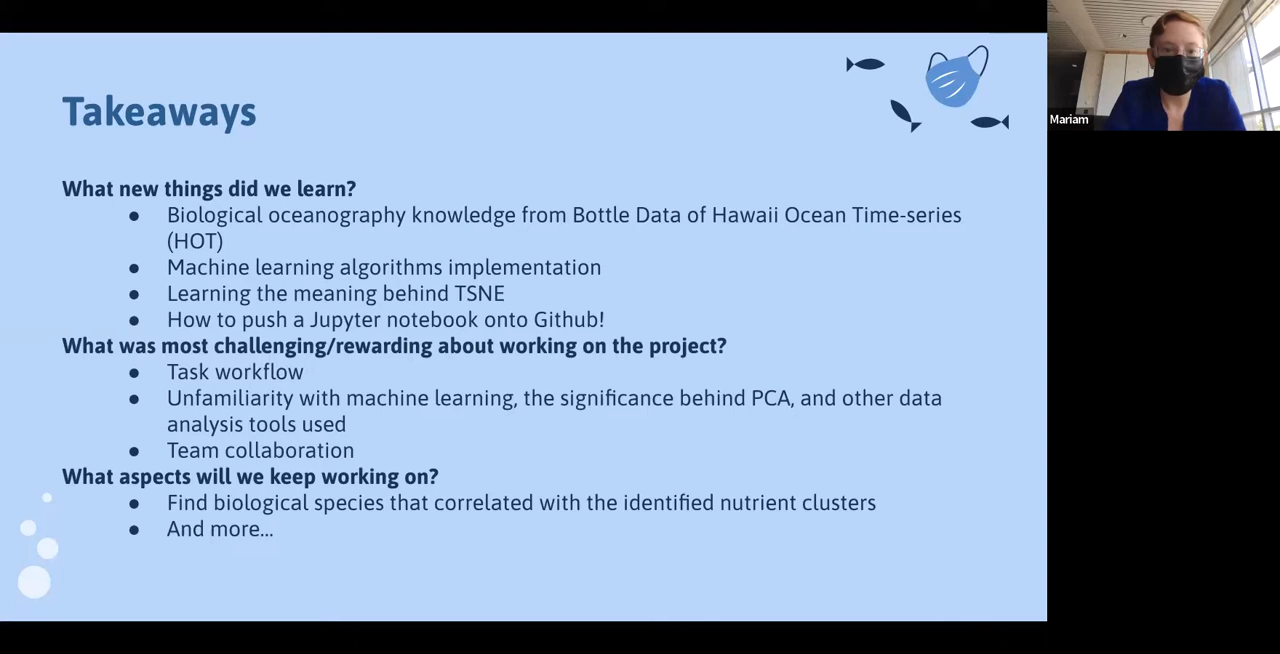 Takeaways
What new things did we learn?
● Biological oceanography knowledge from Bottle Data of Hawaii Ocean Time-series
(HOT)
● Machine learning algorithms implementation
● Learning the meaning behind TSNE
● How to push a Jupyter notebook onto Github!
What was most challenging/rewarding about working on the project?
● Task workflow
● Unfamiliarity with machine learning, the significance behind PCA, and other data
analysis tools used
● Team collaboration
What aspects will we keep working on?
● Find biological species that correlated with the identified nutrient clusters
● And more...
Mariam